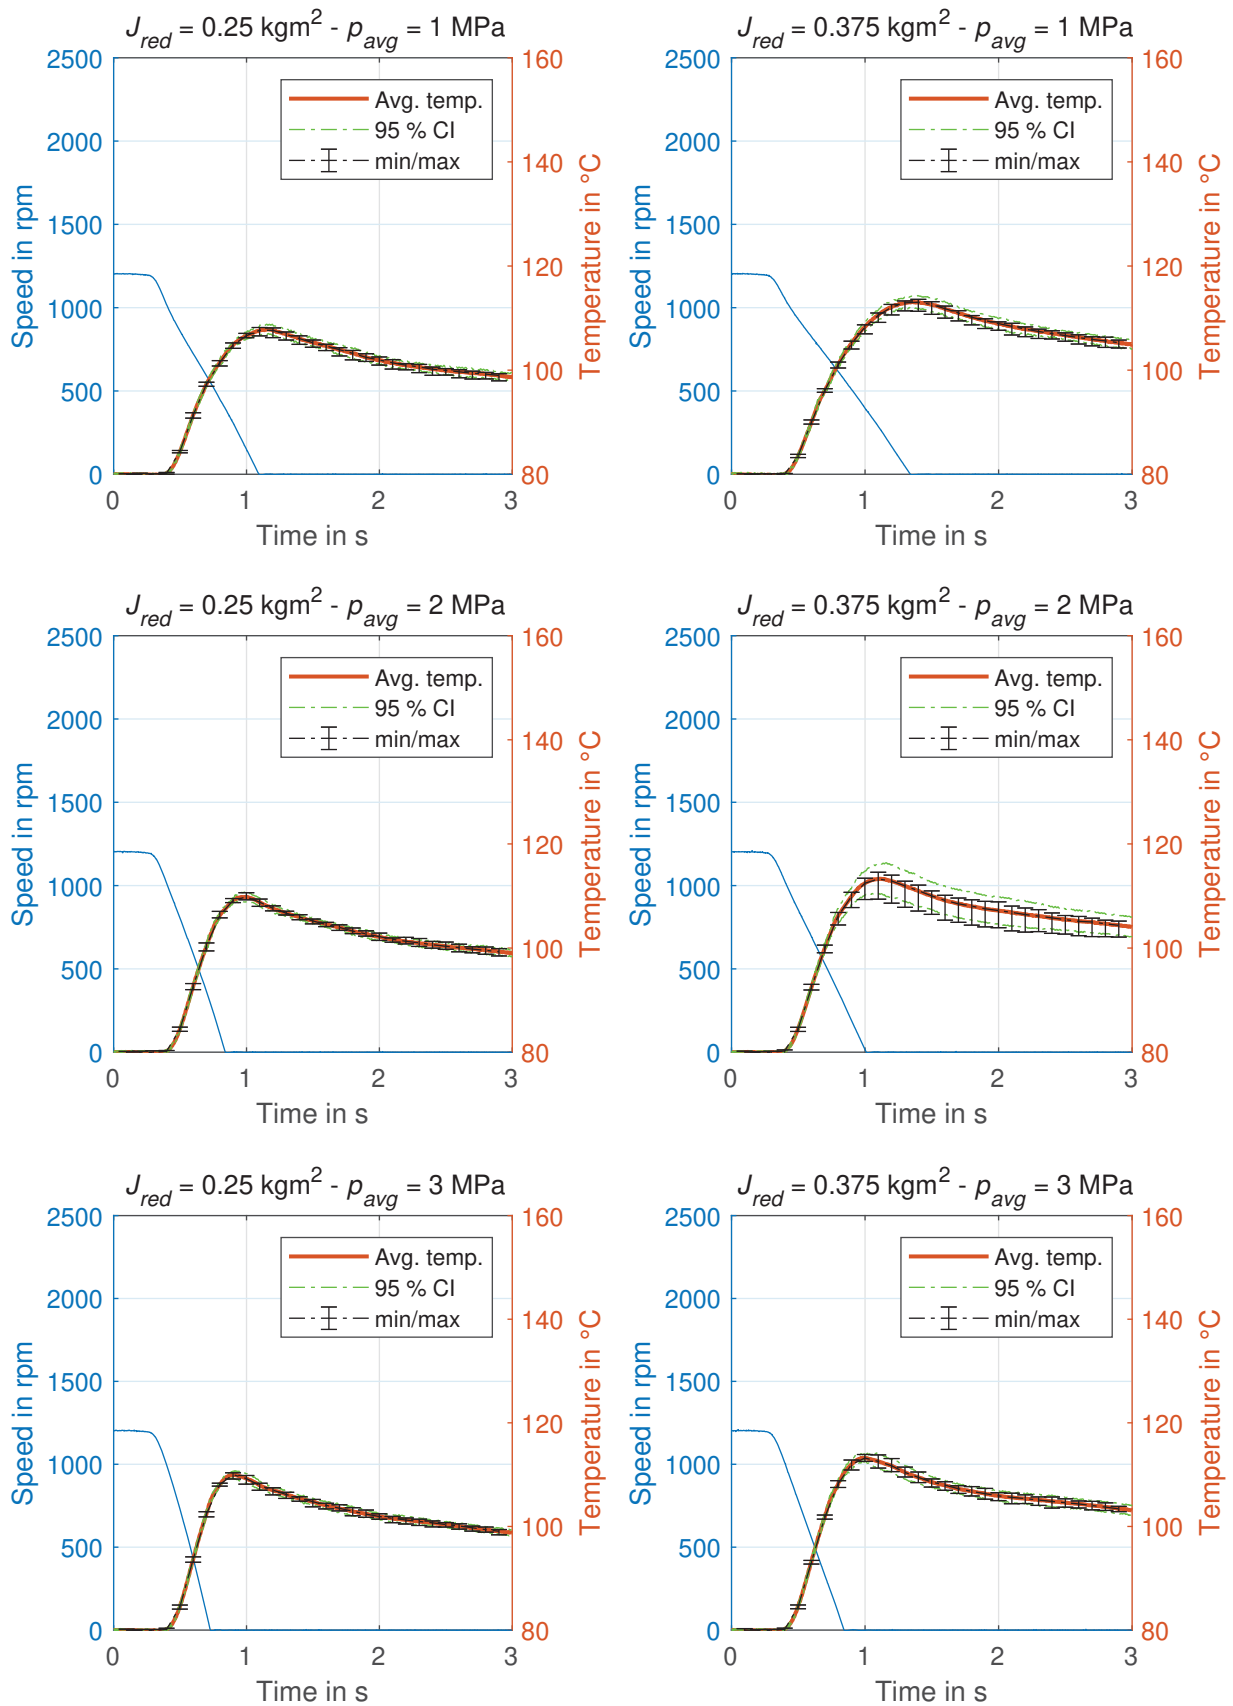 J_red = 0.25 kgm² - p_avg = 1 MPa
2500
2000
1500
1000
500
0
Speed in rpm
160
140
120
100
80
Temperature in °C
Avg. temp.
95 % CI
min/max
0 1 2 3
Time in s
J_red = 0.375 kgm² - p_avg = 1 MPa
2500
2000
1500
1000
500
0
Speed in rpm
160
140
120
100
80
Temperature in °C
Avg. temp.
95 % CI
min/max
0 1 2 3
Time in s
J_red = 0.25 kgm² - p_avg = 2 MPa
2500
2000
1500
1000
500
0
Speed in rpm
160
140
120
100
80
Temperature in °C
Avg. temp.
95 % CI
min/max
0 1 2 3
Time in s
J_red = 0.375 kgm² - p_avg = 2 MPa
2500
2000
1500
1000
500
0
Speed in rpm
160
140
120
100
80
Temperature in °C
Avg. temp.
95 % CI
min/max
0 1 2 3
Time in s
J_red = 0.25 kgm² - p_avg = 3 MPa
2500
2000
1500
1000
500
0
Speed in rpm
160
140
120
100
80
Temperature in °C
Avg. temp.
95 % CI
min/max
0 1 2 3
Time in s
J_red = 0.375 kgm² - p_avg = 3 MPa
2500
2000
1500
1000
500
0
Speed in rpm
160
140
120
100
80
Temperature in °C
Avg. temp.
95 % CI
min/max
0 1 2 3
Time in s